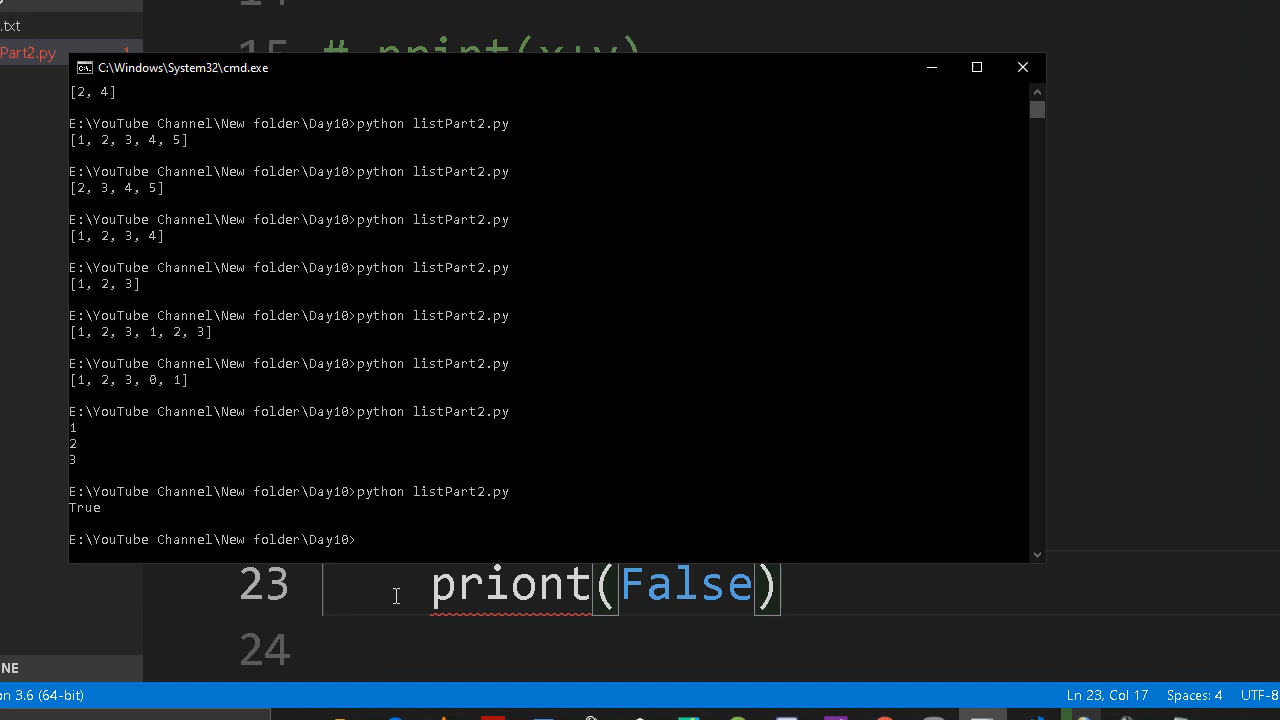 .txt
Part2.py 1
# print(x+y)
C:\Windows\System32\cmd.exe
[2, 4]
E:\YouTube Channel\New folder\Day10>python listPart2.py
[1, 2, 3, 4, 5]
E:\YouTube Channel\New folder\Day10>python listPart2.py
[2, 3, 4, 5]
E:\YouTube Channel\New folder\Day10>python listPart2.py
[1, 2, 3, 4]
E:\YouTube Channel\New folder\Day10>python listPart2.py
[1, 2, 3]
E:\YouTube Channel\New folder\Day10>python listPart2.py
[1, 2, 3, 1, 2, 3]
E:\YouTube Channel\New folder\Day10>python listPart2.py
[1, 2, 3, 0, 1]
E:\YouTube Channel\New folder\Day10>python listPart2.py
1
2
3
E:\YouTube Channel\New folder\Day10>python listPart2.py
True
E:\YouTube Channel\New folder\Day10>
23 priont(False)
24
NE
on 3.6 (64-bit) Ln 23, Col 17 Spaces: 4 UTF-8